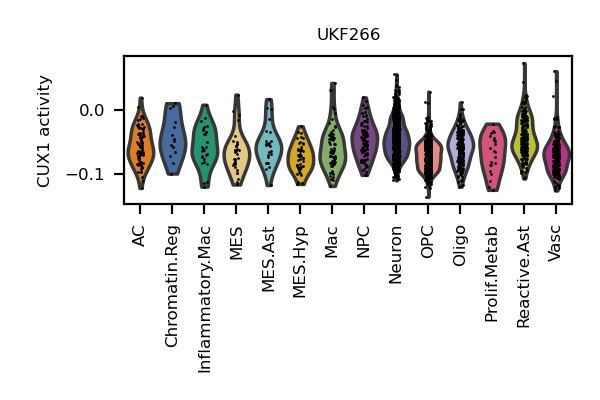 UKF266
CUX1 activity
0.0
−0.1
AC
Chromatin.Reg
Inflammatory.Mac
MES
MES.Ast
MES.Hyp
Mac
NPC
Neuron
OPC
Oligo
Prolif.Metab
Reactive.Ast
Vasc